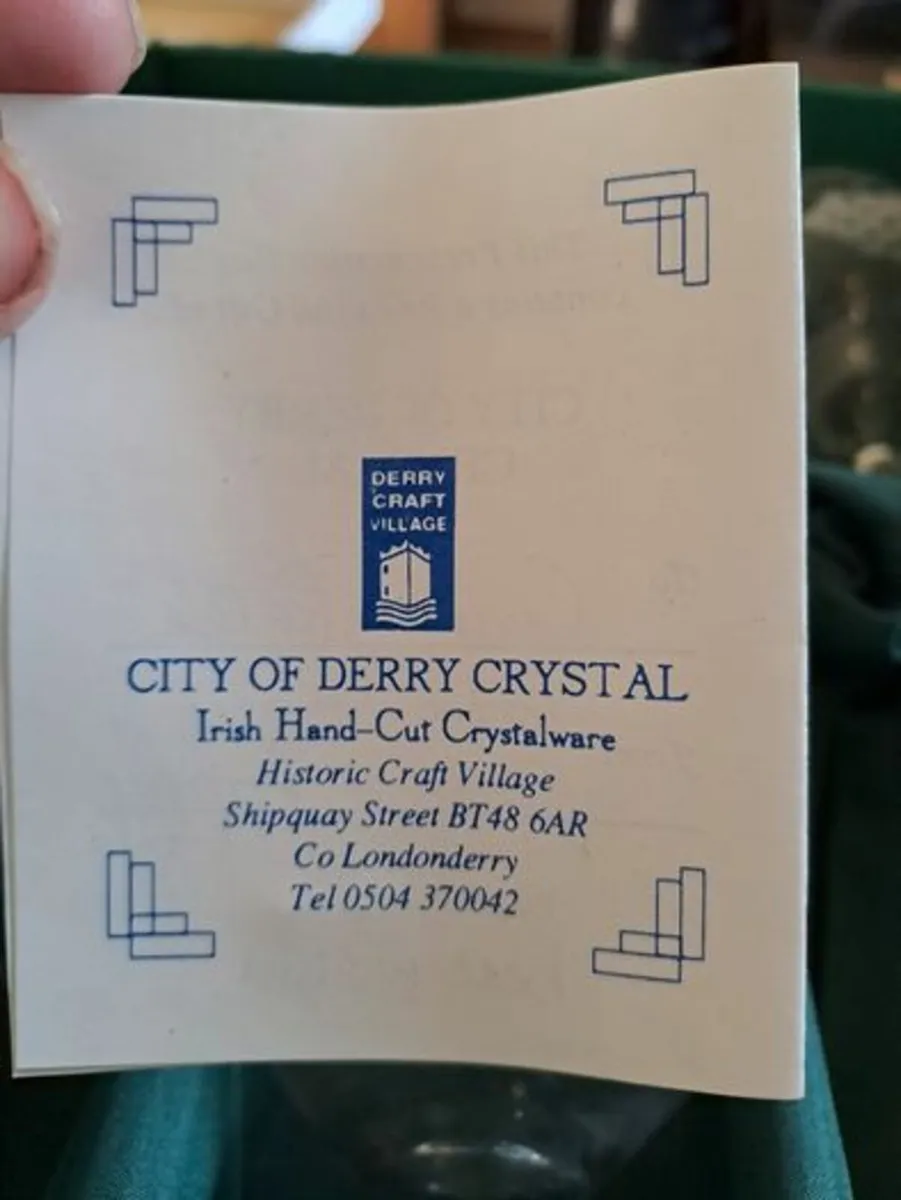 DERRY
CRAFT
VILLAGE
CITY OF DERRY CRYSTAL
Irish Hand-Cut Crystalware
Historic Craft Village
Shipquay Street BT48 6AR
Co Londonderry
Tel 0504 370042